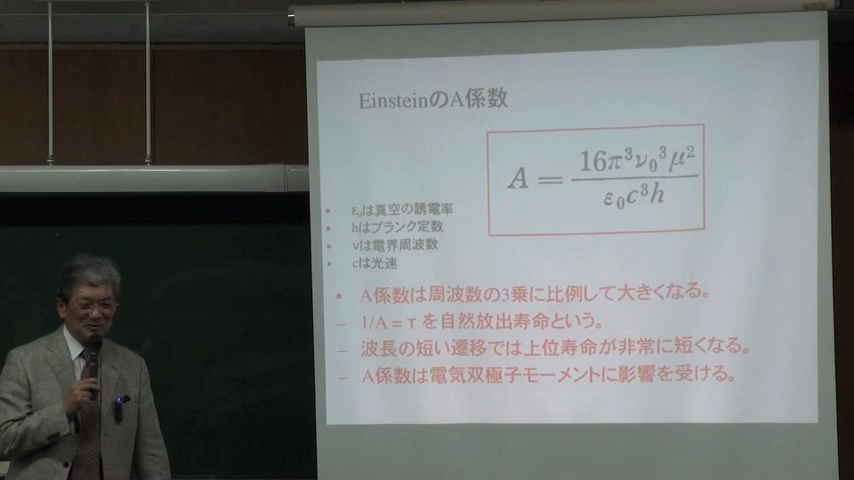 EinsteinのA係数
A = 16π³ν₀³μ² / ε₀c³h
• ε₀は真空の誘電率
• hはプランク定数
• νは電界周波数
• cは光速
• A係数は周波数の3乗に比例して大きくなる。
– 1/A = τ を自然放出寿命という。
– 波長の短い遷移では上位寿命が非常に短くなる。
– A係数は電気双極子モーメントに影響を受ける。